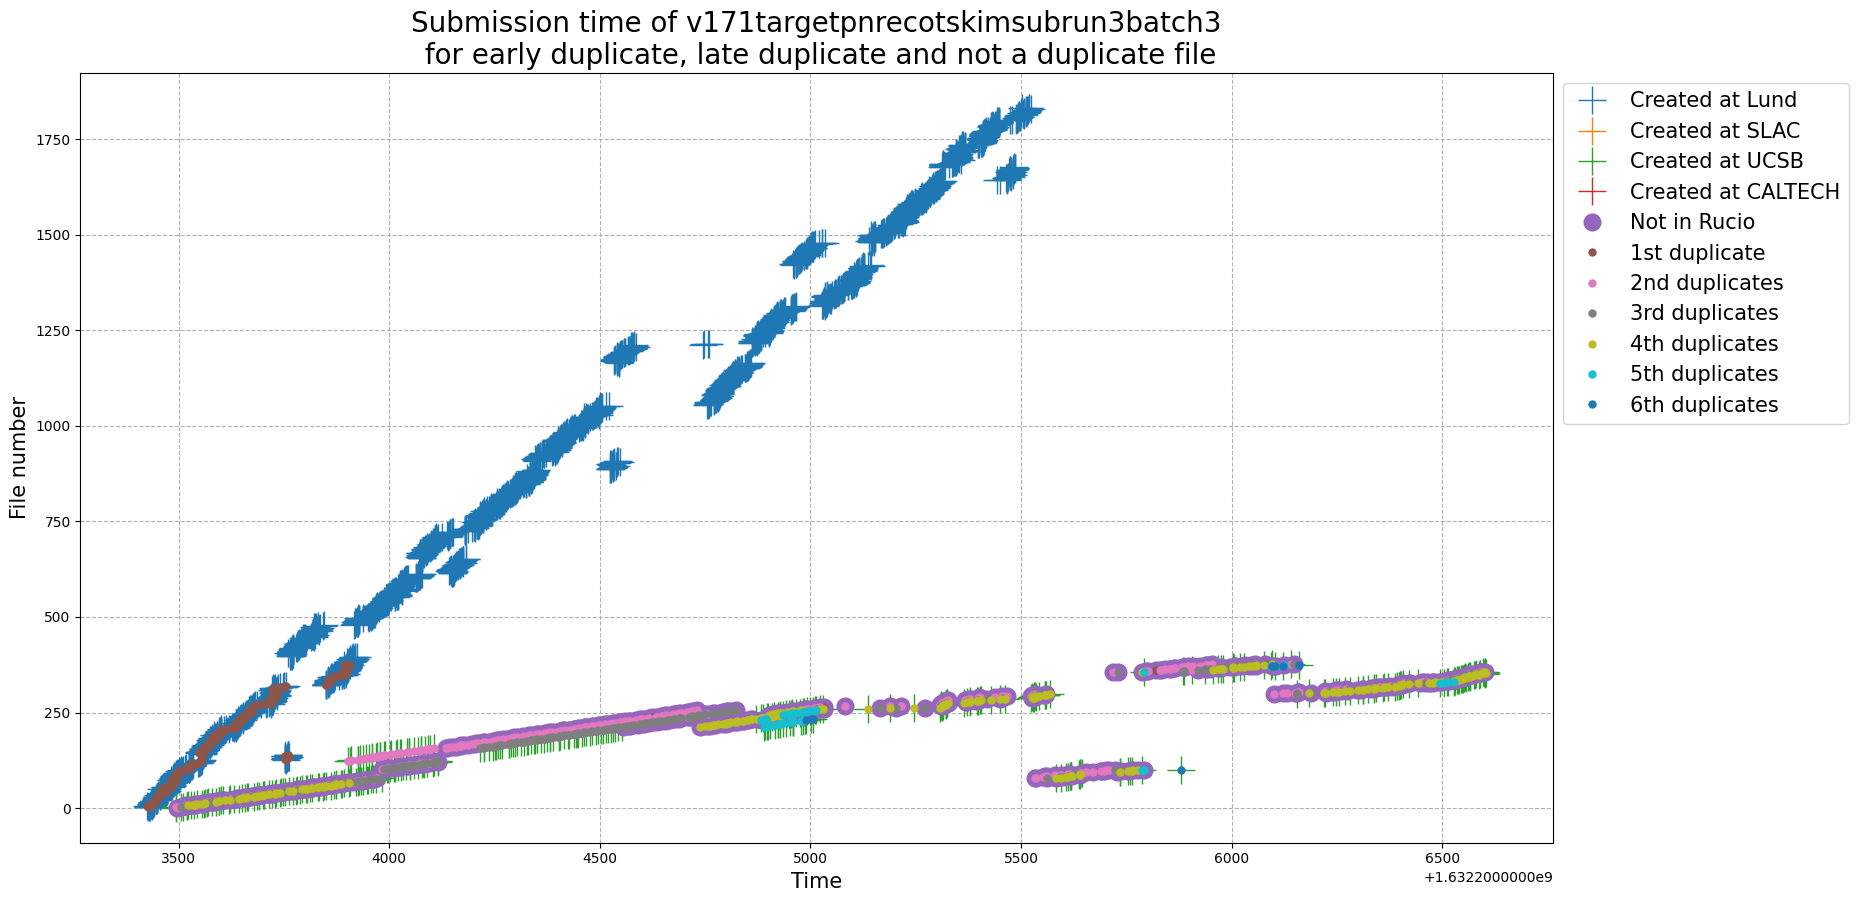 Submission time of v171targetpnrecotskimsubrun3batch3
for early duplicate, late duplicate and not a duplicate file
File number
1750
1500
1250
1000
750
500
250
0
3500
4000
4500
5000
5500
6000
6500
Time
+1.6322000000e9
Created at Lund
Created at SLAC
Created at UCSB
Created at CALTECH
Not in Rucio
1st duplicate
2nd duplicates
3rd duplicates
4th duplicates
5th duplicates
6th duplicates